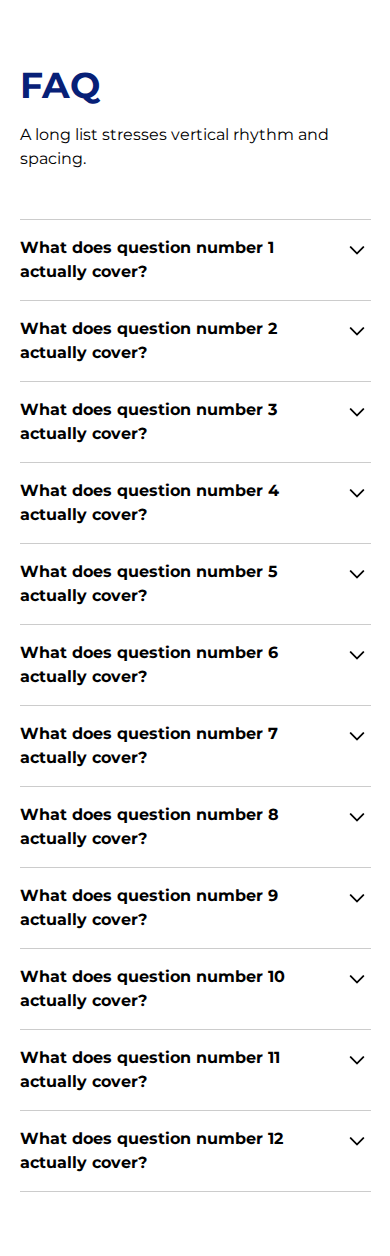 FAQ
A long list stresses vertical rhythm and
spacing.
What does question number 1
actually cover?
What does question number 2
actually cover?
What does question number 3
actually cover?
What does question number 4
actually cover?
What does question number 5
actually cover?
What does question number 6
actually cover?
What does question number 7
actually cover?
What does question number 8
actually cover?
What does question number 9
actually cover?
What does question number 10
actually cover?
What does question number 11
actually cover?
What does question number 12
actually cover?